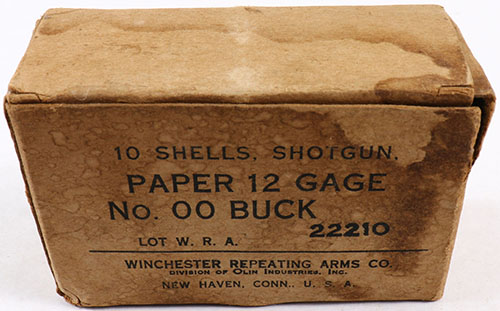 10 SHELLS, SHOTGUN,
PAPER 12 GAGE
No. 00 BUCK
22210
LOT W. R. A.
WINCHESTER REPEATING ARMS CO.
DIVISION OF OLIN INDUSTRIES, INC.
NEW HAVEN, CONN., U. S. A.